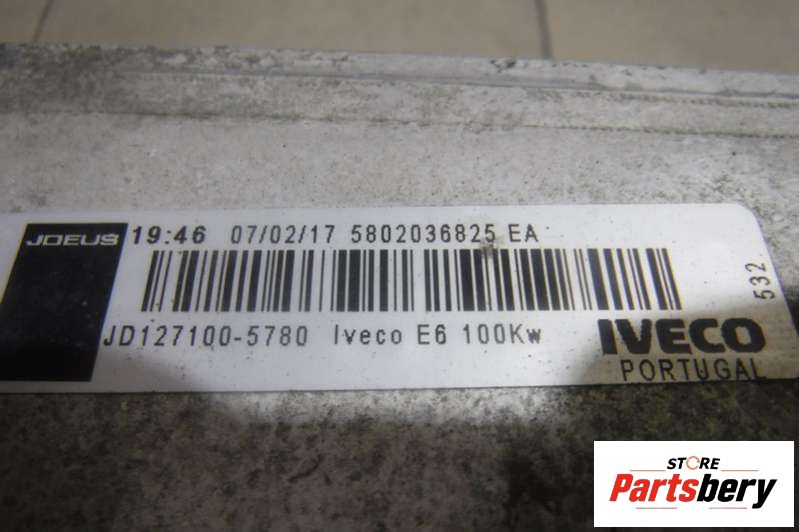 JDEUS 19:46 07/02/17 5802036825 EA
532
JD127100-5780 Iveco E6 100Kw IVECO
PORTUGAL
STORE
Partsbery